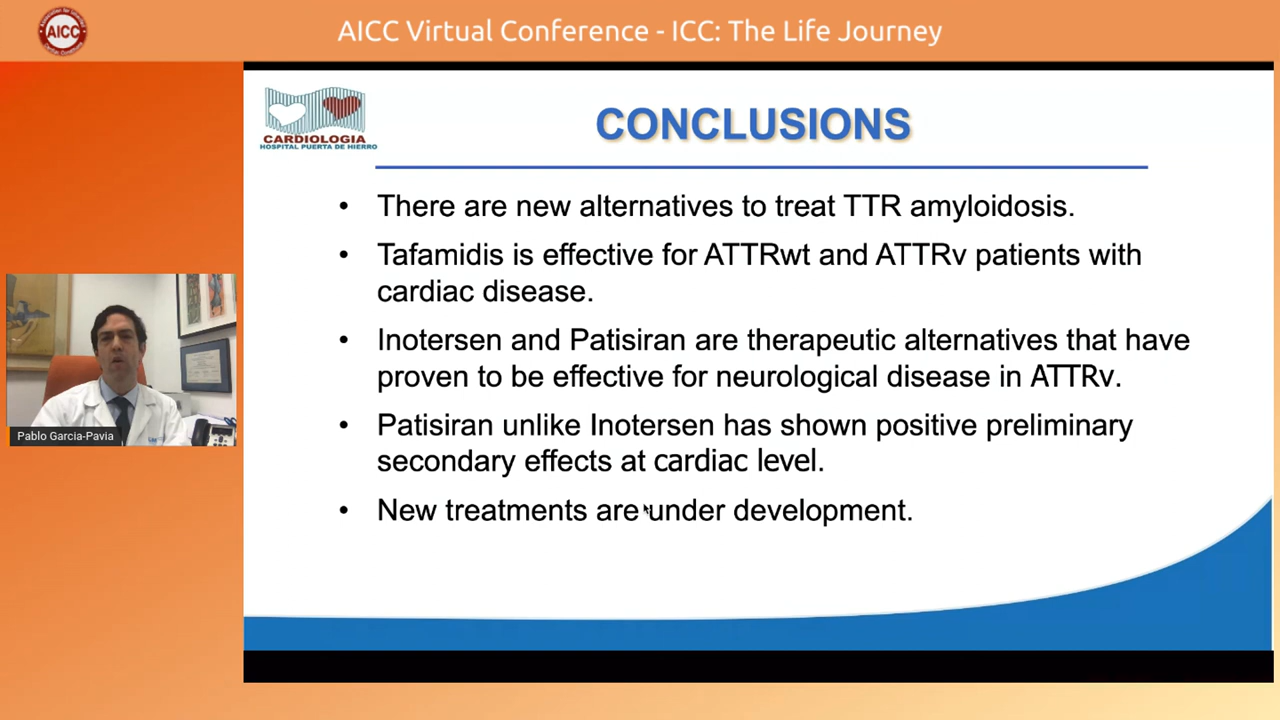 AICC
AICC Virtual Conference - ICC: The Life Journey
CARDIOLOGIA
HOSPITAL PUERTA DE HIERRO
CONCLUSIONS
• There are new alternatives to treat TTR amyloidosis.
• Tafamidis is effective for ATTRwt and ATTRv patients with
cardiac disease.
• Inotersen and Patisiran are therapeutic alternatives that have
proven to be effective for neurological disease in ATTRv.
• Patisiran unlike Inotersen has shown positive preliminary
secondary effects at cardiac level.
• New treatments are under development.
Pablo Garcia-Pavia